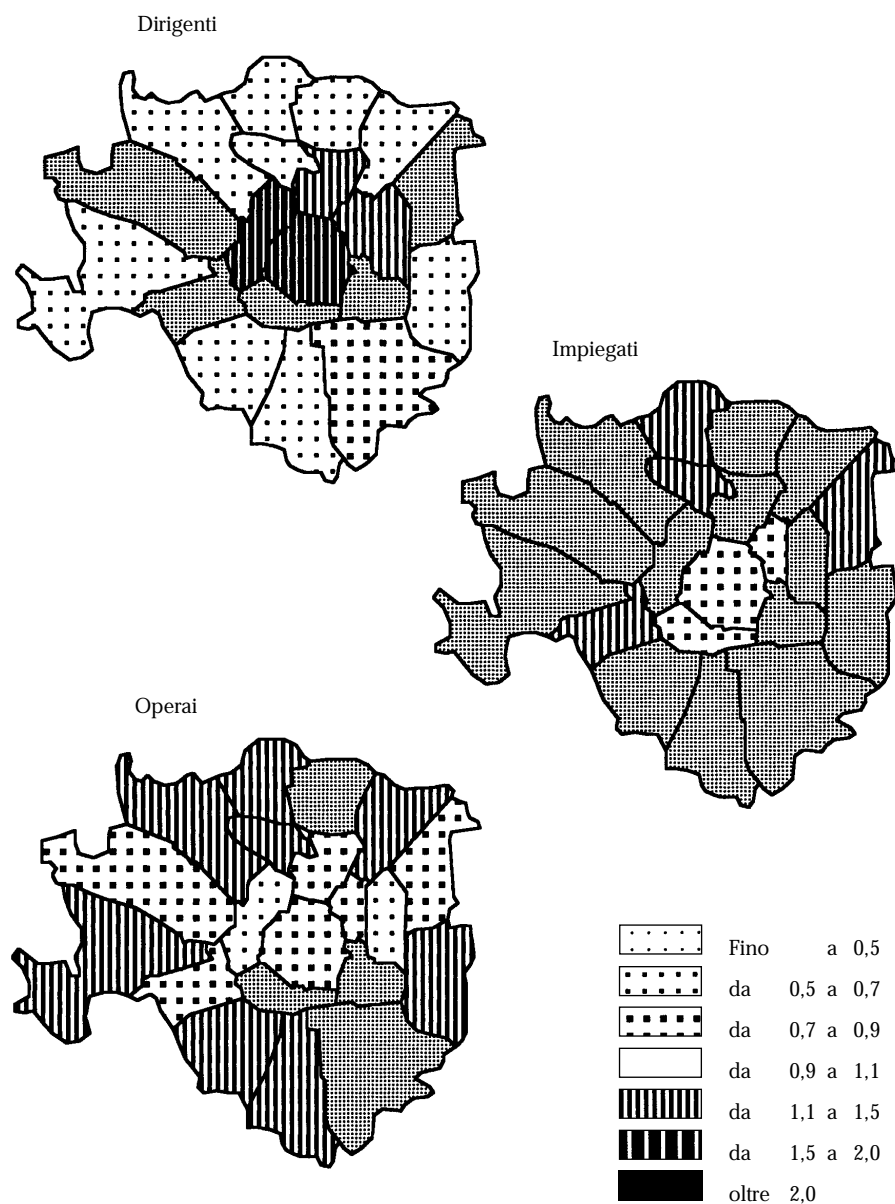 Dirigenti
Impiegati
Operai
Fino a 0,5
da 0,5 a 0,7
da 0,7 a 0,9
da 0,9 a 1,1
da 1,1 a 1,5
da 1,5 a 2,0
oltre 2,0